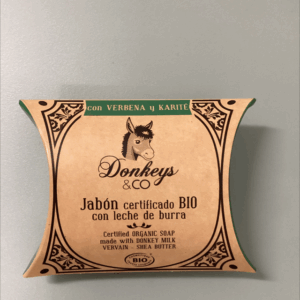 con VERBENA y KARITÉ
Donkeys
&CO
Jabón certificado BIO
con leche de burra
Certified ORGANIC SOAP
made with DONKEY MILK
VERVAIN - SHEA BUTTER
BIO